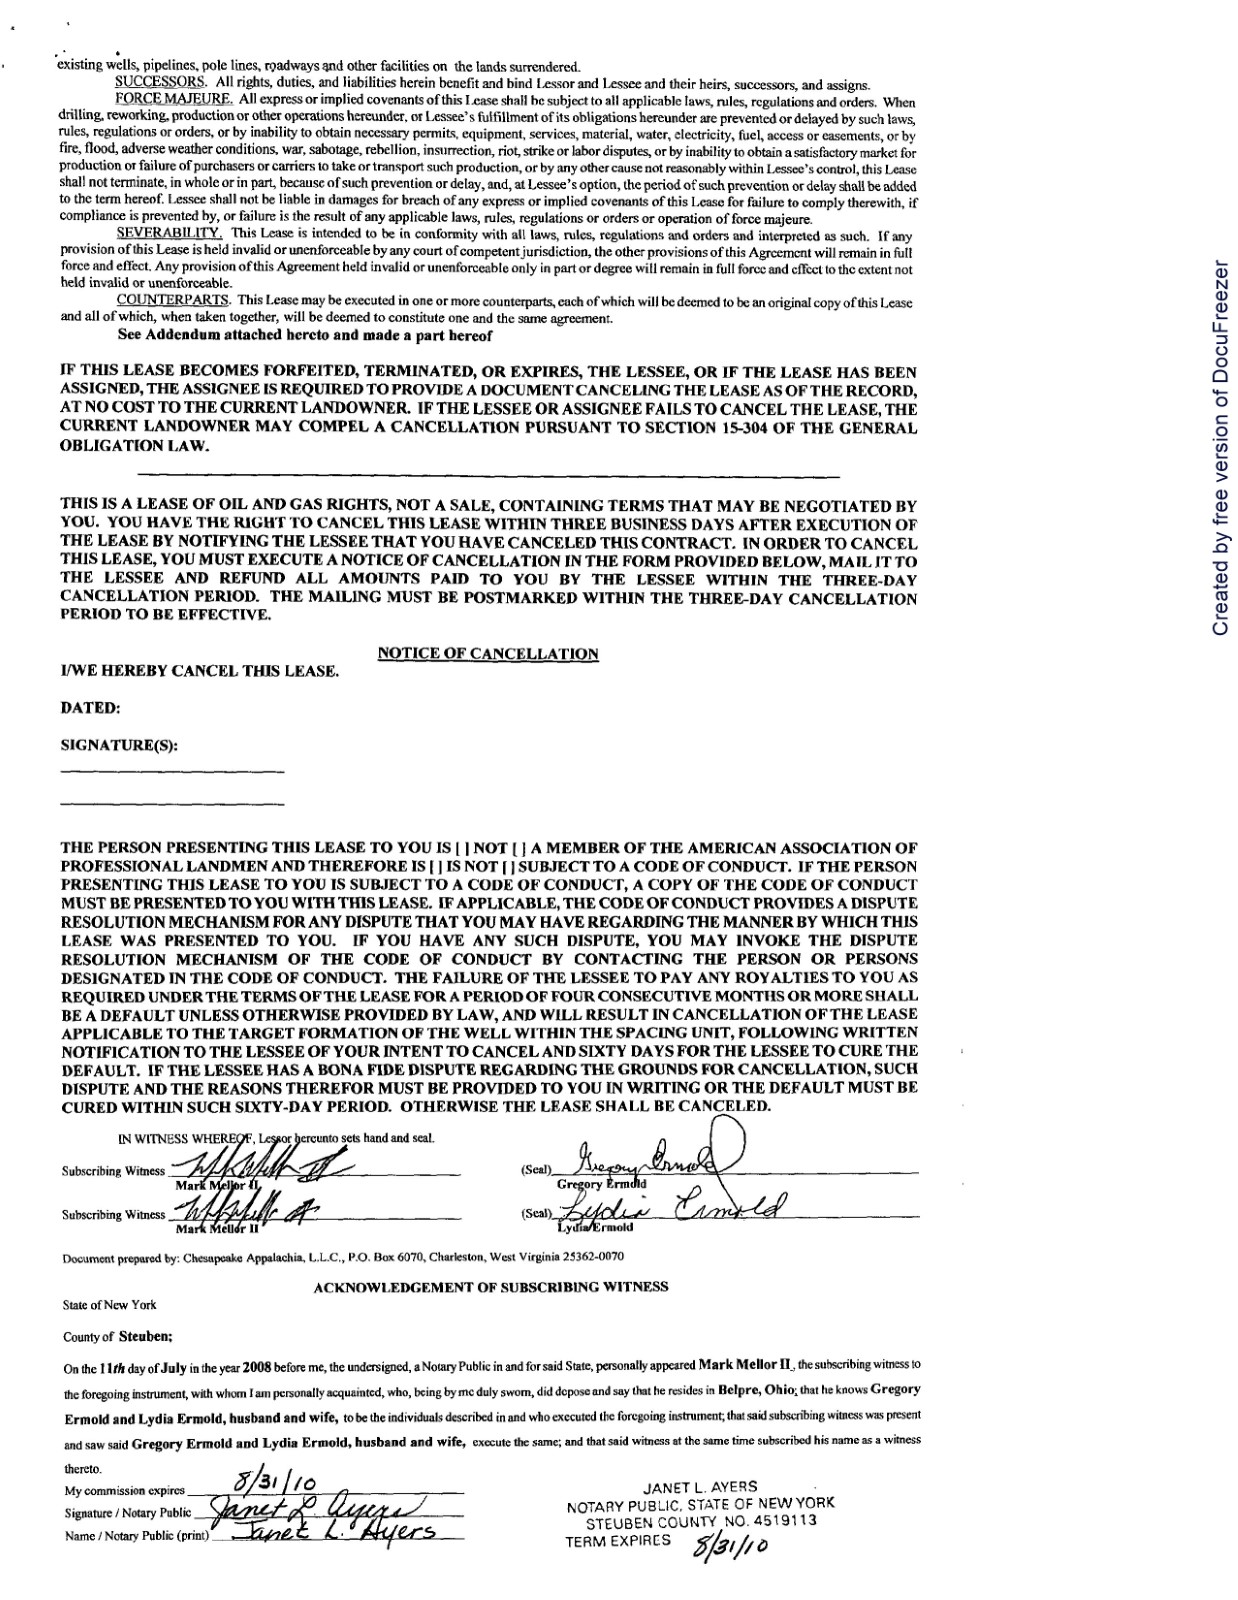 existing wells, pipelines, pole lines, roadways and other facilities on the lands surrendered.
SUCCESSORS. All rights, duties, and liabilities herein benefit and bind Lessor and Lessee and their heirs, successors, and assigns.
FORCE MAJEURE. All express or implied covenants of this Lease shall be subject to all applicable laws, rules, regulations and orders. When
drilling, reworking, production or other operations hereunder, or Lessee's fulfillment of its obligations hereunder are prevented or delayed by such laws,
rules, regulations or orders, or by inability to obtain necessary permits, equipment, services, material, water, electricity, fuel, access or easements, or by
fire, flood, adverse weather conditions, war, sabotage, rebellion, insurrection, riot, strike or labor disputes, or by inability to obtain a satisfactory market for
production or failure of purchasers or carriers to take or transport such production, or by any other cause not reasonably within Lessee's control, this Lease
shall not terminate, in whole or in part, because of such prevention or delay, and, at Lessee's option, the period of such prevention or delay shall be added
to the term hereof. Lessee shall not be liable in damages for breach of any express or implied covenants of this Lease for failure to comply therewith, if
compliance is prevented by, or failure is the result of any applicable laws, rules, regulations or orders or operation of force majeure.
SEVERABILITY. This Lease is intended to be in conformity with all laws, rules, regulations and orders and interpreted as such. If any
provision of this Lease is held invalid or unenforceable by any court of competent jurisdiction, the other provisions of this Agreement will remain in full
force and effect. Any provision of this Agreement held invalid or unenforceable only in part or degree will remain in full force and effect to the extent not
held invalid or unenforceable.
COUNTERPARTS. This Lease may be executed in one or more counterparts, each of which will be deemed to be an original copy of this Lease
and all of which, when taken together, will be deemed to constitute one and the same agreement.
See Addendum attached hereto and made a part hereof
IF THIS LEASE BECOMES FORFEITED, TERMINATED, OR EXPIRES, THE LESSEE, OR IF THE LEASE HAS BEEN
ASSIGNED, THE ASSIGNEE IS REQUIRED TO PROVIDE A DOCUMENT CANCELING THE LEASE AS OF THE RECORD,
AT NO COST TO THE CURRENT LANDOWNER. IF THE LESSEE OR ASSIGNEE FAILS TO CANCEL THE LEASE, THE
CURRENT LANDOWNER MAY COMPEL A CANCELLATION PURSUANT TO SECTION 15-304 OF THE GENERAL
OBLIGATION LAW.
THIS IS A LEASE OF OIL AND GAS RIGHTS, NOT A SALE, CONTAINING TERMS THAT MAY BE NEGOTIATED BY
YOU. YOU HAVE THE RIGHT TO CANCEL THIS LEASE WITHIN THREE BUSINESS DAYS AFTER EXECUTION OF
THE LEASE BY NOTIFYING THE LESSEE THAT YOU HAVE CANCELED THIS CONTRACT. IN ORDER TO CANCEL
THIS LEASE, YOU MUST EXECUTE A NOTICE OF CANCELLATION IN THE FORM PROVIDED BELOW, MAIL IT TO
THE LESSEE AND REFUND ALL AMOUNTS PAID TO YOU BY THE LESSEE WITHIN THE THREE-DAY
CANCELLATION PERIOD. THE MAILING MUST BE POSTMARKED WITHIN THE THREE-DAY CANCELLATION
PERIOD TO BE EFFECTIVE.
NOTICE OF CANCELLATION
I/WE HEREBY CANCEL THIS LEASE.
DATED:
SIGNATURE(S):
THE PERSON PRESENTING THIS LEASE TO YOU IS [ ] NOT [ ] A MEMBER OF THE AMERICAN ASSOCIATION OF
PROFESSIONAL LANDMEN AND THEREFORE IS [ ] IS NOT [ ] SUBJECT TO A CODE OF CONDUCT. IF THE PERSON
PRESENTING THIS LEASE TO YOU IS SUBJECT TO A CODE OF CONDUCT, A COPY OF THE CODE OF CONDUCT
MUST BE PRESENTED TO YOU WITH THIS LEASE. IF APPLICABLE, THE CODE OF CONDUCT PROVIDES A DISPUTE
RESOLUTION MECHANISM FOR ANY DISPUTE THAT YOU MAY HAVE REGARDING THE MANNER BY WHICH THIS
LEASE WAS PRESENTED TO YOU. IF YOU HAVE ANY SUCH DISPUTE, YOU MAY INVOKE THE DISPUTE
RESOLUTION MECHANISM OF THE CODE OF CONDUCT BY CONTACTING THE PERSON OR PERSONS
DESIGNATED IN THE CODE OF CONDUCT. THE FAILURE OF THE LESSEE TO PAY ANY ROYALTIES TO YOU AS
REQUIRED UNDER THE TERMS OF THE LEASE FOR A PERIOD OF FOUR CONSECUTIVE MONTHS OR MORE SHALL
BE A DEFAULT UNLESS OTHERWISE PROVIDED BY LAW, AND WILL RESULT IN CANCELLATION OF THE LEASE
APPLICABLE TO THE TARGET FORMATION OF THE WELL WITHIN THE SPACING UNIT, FOLLOWING WRITTEN
NOTIFICATION TO THE LESSEE OF YOUR INTENT TO CANCEL AND SIXTY DAYS FOR THE LESSEE TO CURE THE
DEFAULT. IF THE LESSEE HAS A BONA FIDE DISPUTE REGARDING THE GROUNDS FOR CANCELLATION, SUCH
DISPUTE AND THE REASONS THEREFOR MUST BE PROVIDED TO YOU IN WRITING OR THE DEFAULT MUST BE
CURED WITHIN SUCH SIXTY-DAY PERIOD. OTHERWISE THE LEASE SHALL BE CANCELED.
IN WITNESS WHEREOF, Lessor hereunto sets hand and seal.
Subscribing Witness (Seal) Gregory Ermold
Mark Mellor II Gregory Ermold
Subscribing Witness (Seal) Lydia Ermold
Mark Mellor II Lydia Ermold
Document prepared by: Chesapeake Appalachia, L.L.C., P.O. Box 6070, Charleston, West Virginia 25362-0070
ACKNOWLEDGEMENT OF SUBSCRIBING WITNESS
State of New York
County of Steuben;
On the 11th day of July in the year 2008 before me, the undersigned, a Notary Public in and for said State, personally appeared Mark Mellor II, the subscribing witness to
the foregoing instrument, with whom I am personally acquainted, who, being by me duly sworn, did depose and say that he resides in Belpre, Ohio; that he knows Gregory
Ermold and Lydia Ermold, husband and wife, to be the individuals described in and who executed the foregoing instrument; that said subscribing witness was present
and saw said Gregory Ermold and Lydia Ermold, husband and wife, execute the same; and that said witness at the same time subscribed his name as a witness
thereto.
My commission expires 8/31/10
Signature / Notary Public Janet L. Ayers
Name / Notary Public (print) Janet L. Ayers
JANET L. AYERS
NOTARY PUBLIC, STATE OF NEW YORK
STEUBEN COUNTY NO. 4519113
TERM EXPIRES 8/31/10
Created by free version of DocuFreezer